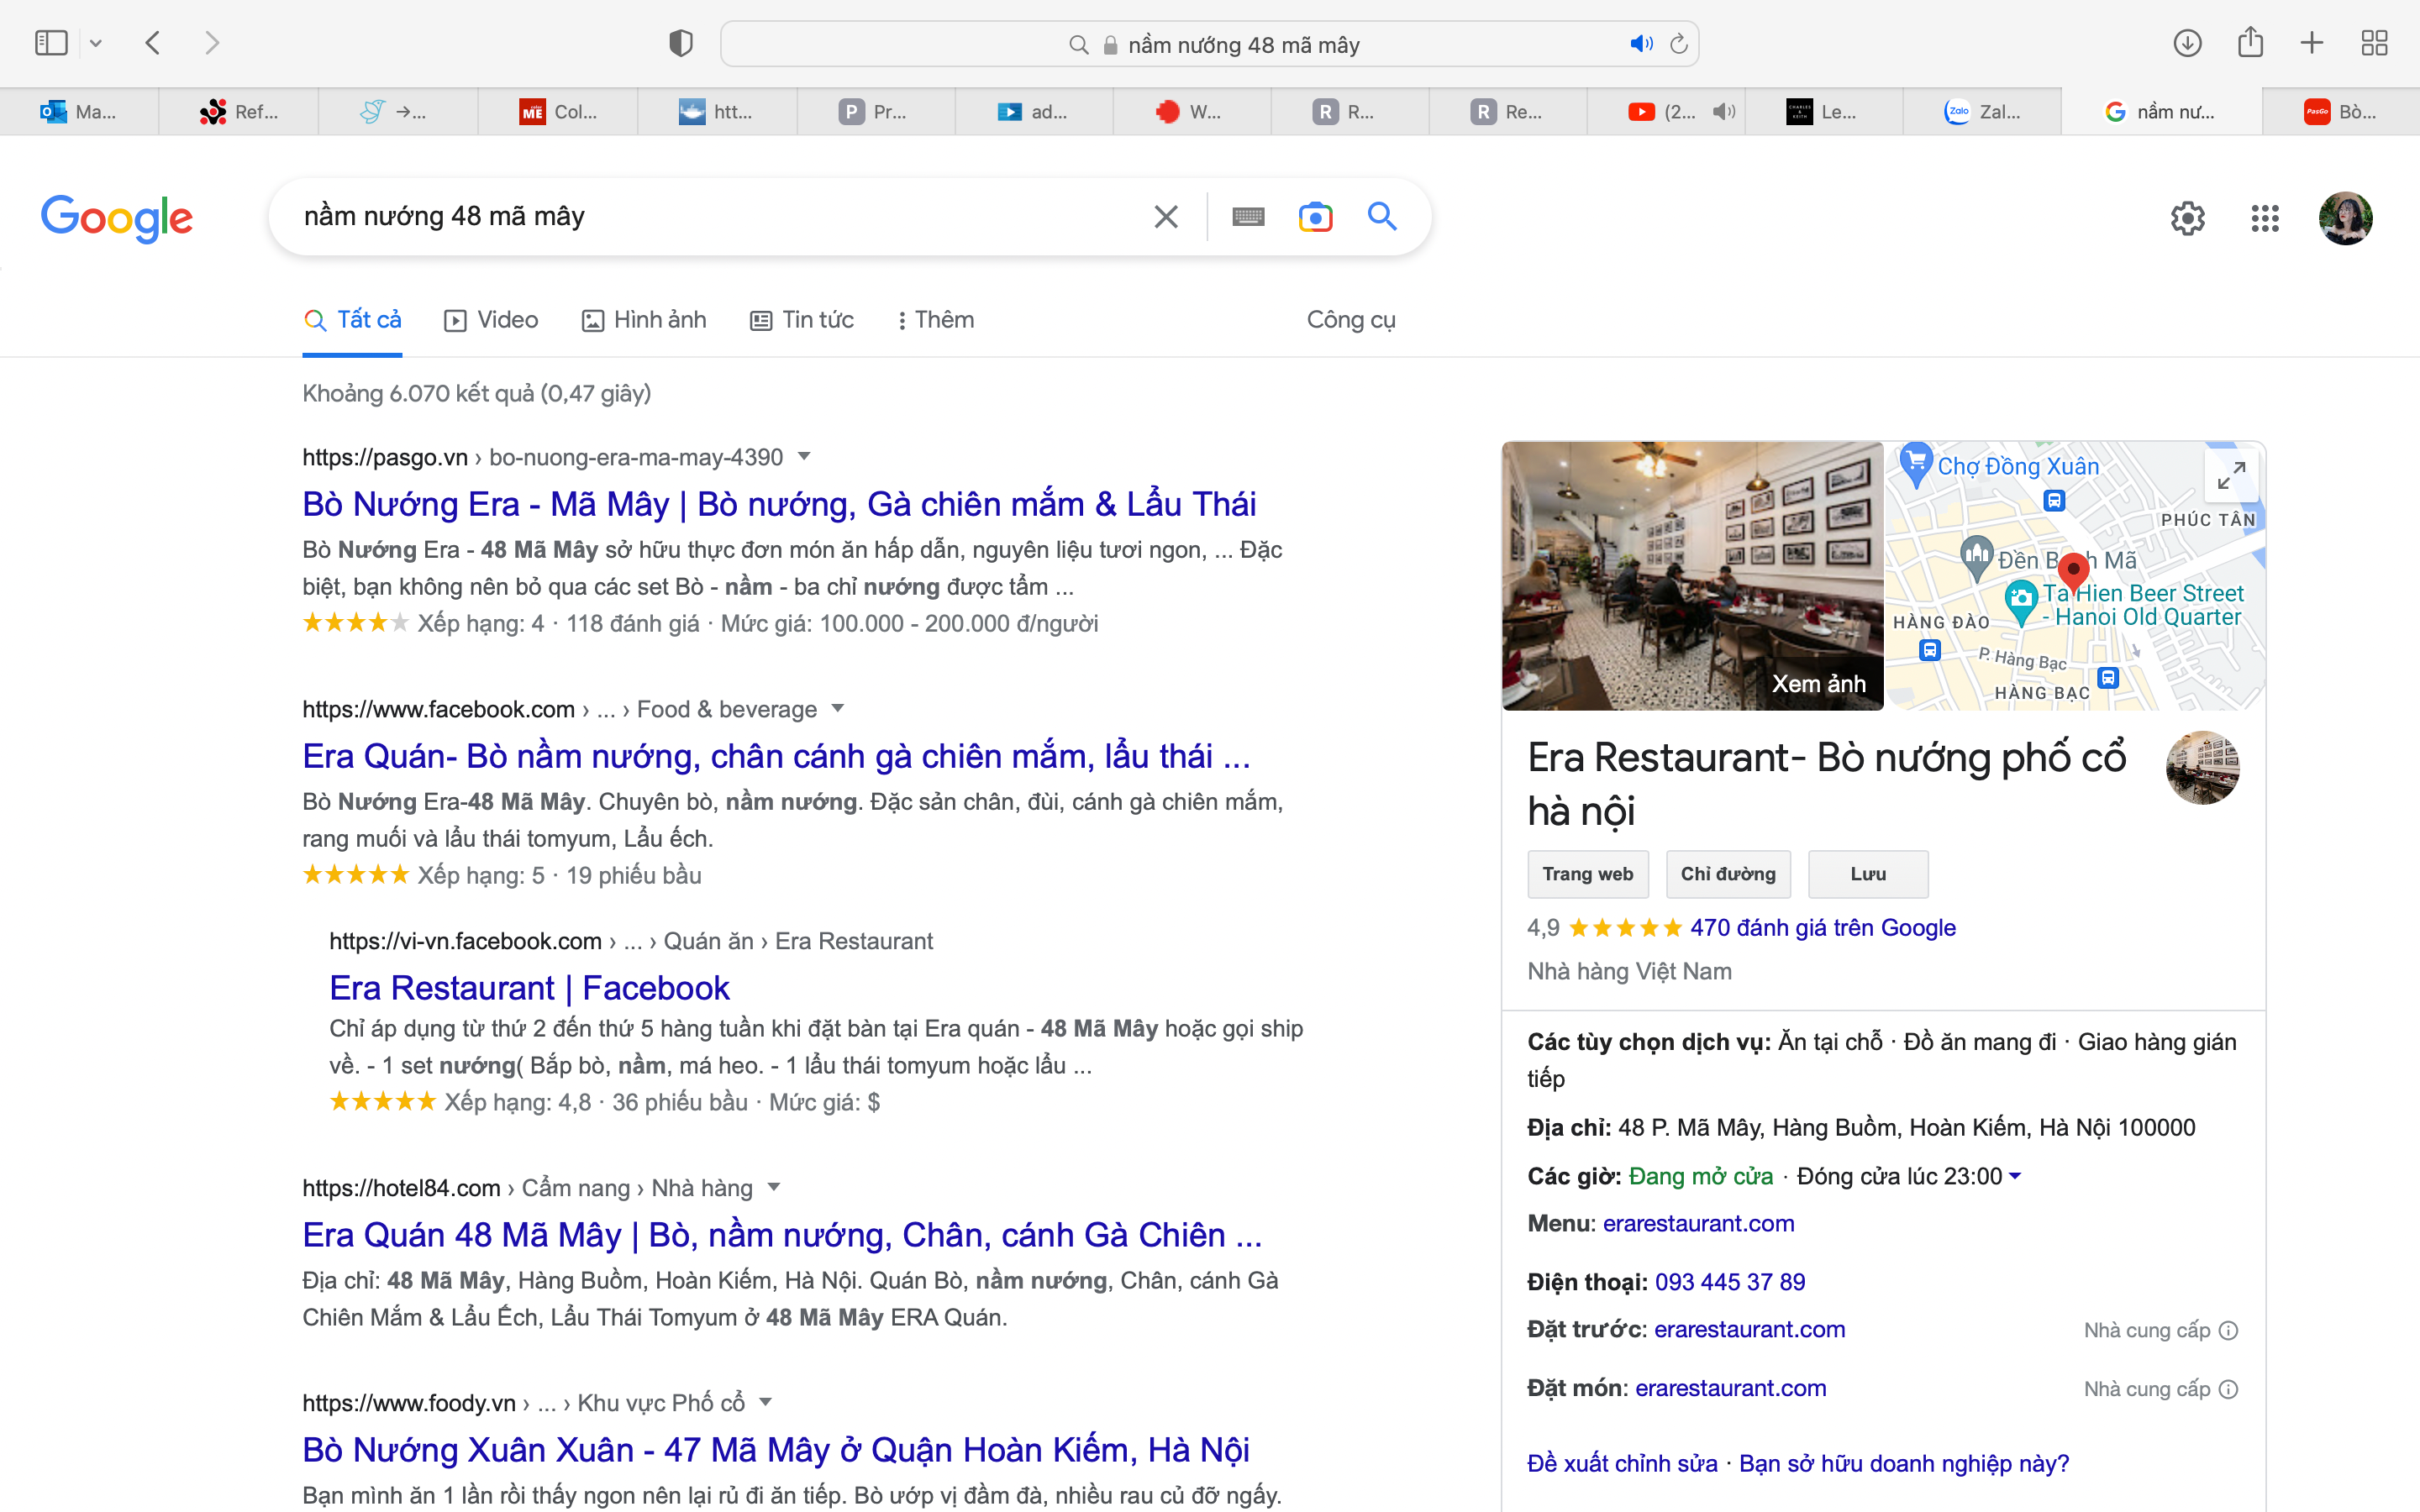 nầm nướng 48 mã mây
Ma...
Ref...
→...
ME
Col...
htt...
P
Pr...
ad...
W...
R
R...
R
Re...
(2...
CHARLES & KEITH
Le...
Zalo
Zal...
nầm nư...
PasGo
Bò...
Google
nầm nướng 48 mã mây
Tất cả
Video
Hình ảnh
Tin tức
Thêm
Công cụ
Khoảng 6.070 kết quả (0,47 giây)
https://pasgo.vn › bo-nuong-era-ma-may-4390
Bò Nướng Era - Mã Mây | Bò nướng, Gà chiên mắm & Lẩu Thái
Bò Nướng Era - 48 Mã Mây sở hữu thực đơn món ăn hấp dẫn, nguyên liệu tươi ngon, ... Đặc
biệt, bạn không nên bỏ qua các set Bò - nầm - ba chỉ nướng được tẩm ...
Xếp hạng: 4 · 118 đánh giá · Mức giá: 100.000 - 200.000 đ/người
https://www.facebook.com › ... › Food & beverage
Era Quán- Bò nầm nướng, chân cánh gà chiên mắm, lẩu thái ...
Bò Nướng Era-48 Mã Mây. Chuyên bò, nầm nướng. Đặc sản chân, đùi, cánh gà chiên mắm,
rang muối và lẩu thái tomyum, Lẩu ếch.
Xếp hạng: 5 · 19 phiếu bầu
https://vi-vn.facebook.com › ... › Quán ăn › Era Restaurant
Era Restaurant | Facebook
Chỉ áp dụng từ thứ 2 đến thứ 5 hàng tuần khi đặt bàn tại Era quán - 48 Mã Mây hoặc gọi ship
về. - 1 set nướng( Bắp bò, nầm, má heo. - 1 lẩu thái tomyum hoặc lẩu ...
Xếp hạng: 4,8 · 36 phiếu bầu · Mức giá: $
https://hotel84.com › Cẩm nang › Nhà hàng
Era Quán 48 Mã Mây | Bò, nầm nướng, Chân, cánh Gà Chiên ...
Địa chỉ: 48 Mã Mây, Hàng Buồm, Hoàn Kiếm, Hà Nội. Quán Bò, nầm nướng, Chân, cánh Gà
Chiên Mắm & Lẩu Ếch, Lẩu Thái Tomyum ở 48 Mã Mây ERA Quán.
https://www.foody.vn › ... › Khu vực Phố cổ
Bò Nướng Xuân Xuân - 47 Mã Mây ở Quận Hoàn Kiếm, Hà Nội
Bạn mình ăn 1 lần rồi thấy ngon nên lại rủ đi ăn tiếp. Bò ướp vị đầm đà, nhiều rau củ đỡ ngấy.
Xem ảnh
Chợ Đồng Xuân
PHÚC TÂN
Đền B h Mã
Ta Hien Beer Street
- Hanoi Old Quarter
HÀNG ĐÀO
P. Hàng Bạc
HÀNG BẠC
Era Restaurant- Bò nướng phố cổ
hà nội
Trang web
Chỉ đường
Lưu
4,9 470 đánh giá trên Google
Nhà hàng Việt Nam
Các tùy chọn dịch vụ: Ăn tại chỗ · Đồ ăn mang đi · Giao hàng gián
tiếp
Địa chỉ: 48 P. Mã Mây, Hàng Buồm, Hoàn Kiếm, Hà Nội 100000
Các giờ: Đang mở cửa · Đóng cửa lúc 23:00
Menu: erarestaurant.com
Điện thoại: 093 445 37 89
Đặt trước: erarestaurant.com
Nhà cung cấp
Đặt món: erarestaurant.com
Nhà cung cấp
Đề xuất chỉnh sửa · Bạn sở hữu doanh nghiệp này?